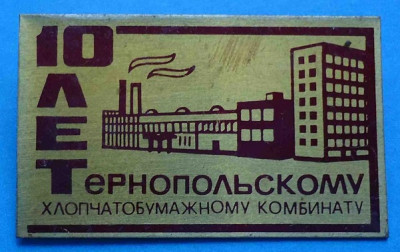 10 ЛЕТ
ТЕРНОПОЛЬСКОМУ
ХЛОПЧАТОБУМАЖНОМУ КОМБИНАТУ